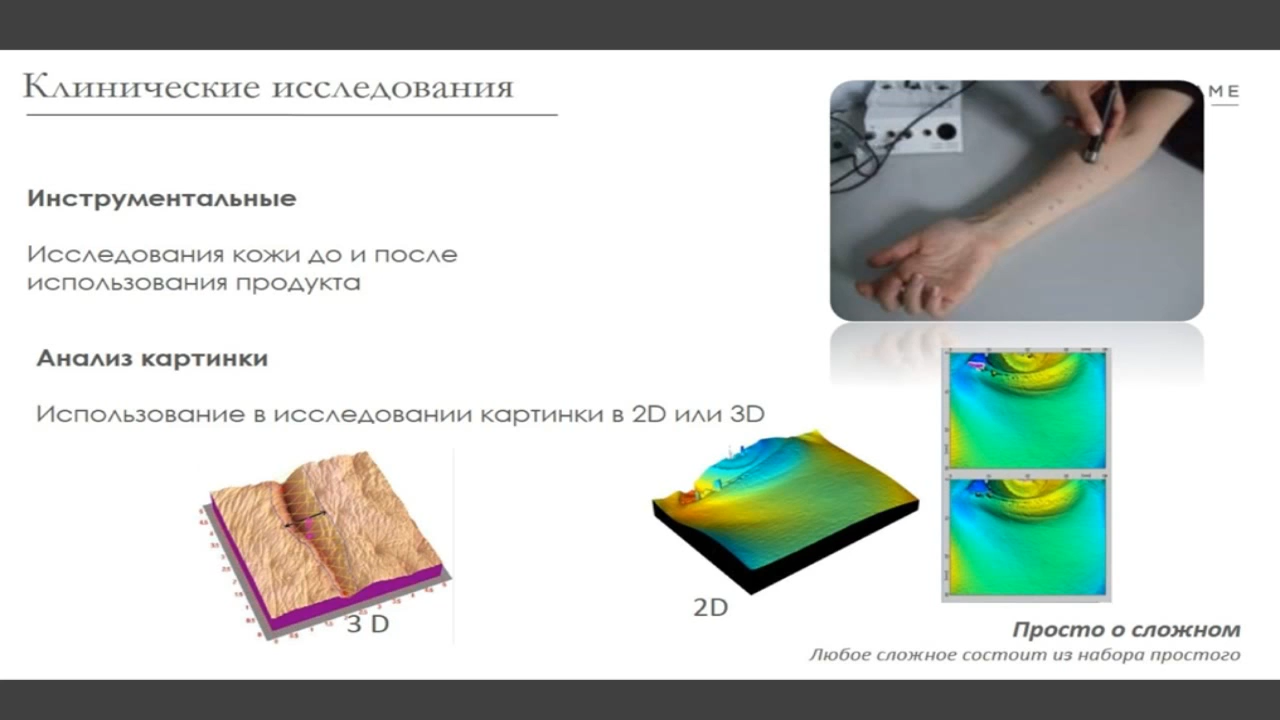 Клинические исследования
AME
Инструментальные
Исследования кожи до и после
использования продукта
Анализ картинки
Использование в исследовании картинки в 2D или 3D
3 D
2D
Просто о сложном
Любое сложное состоит из набора простого